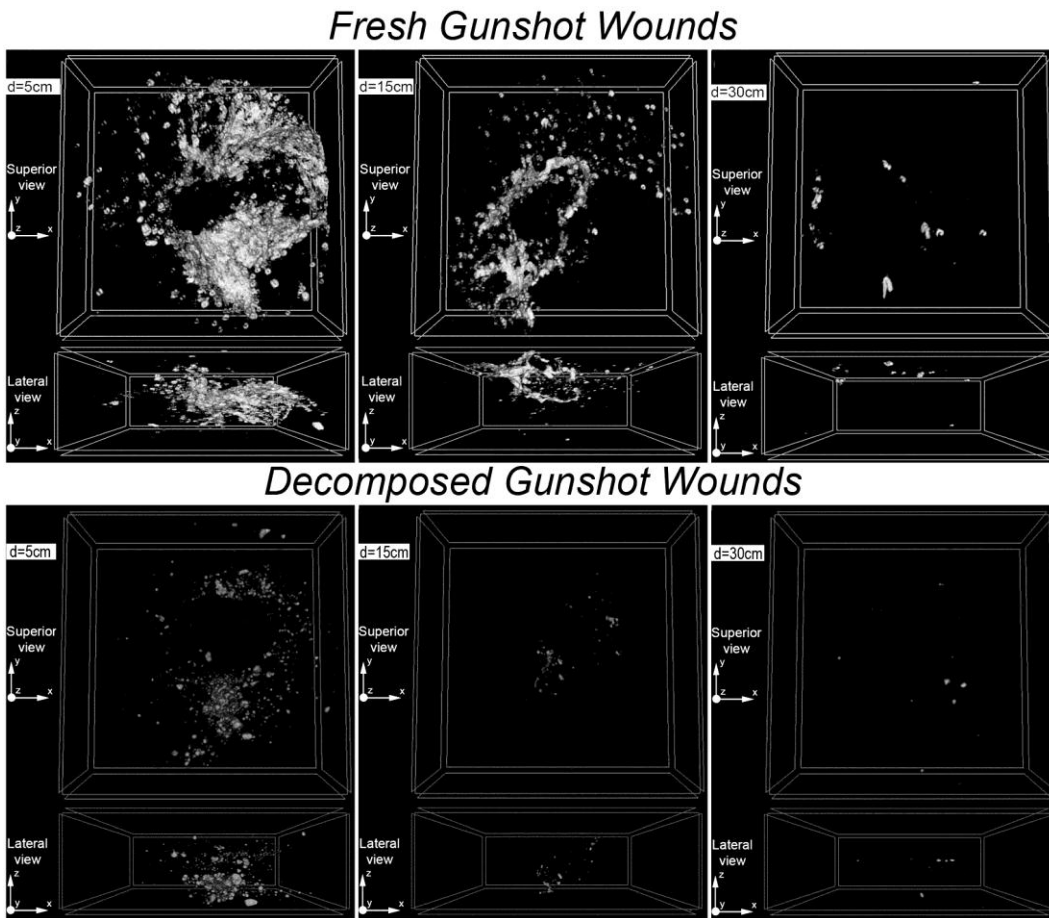 Fresh Gunshot Wounds
d=5cm
d=15cm
d=30cm
Superior
view
y
z
x
Superior
view
y
z
x
Superior
view
y
z
x
Lateral
view
z
y
x
Lateral
view
z
y
x
Lateral
view
z
y
x
Decomposed Gunshot Wounds
d=5cm
d=15cm
d=30cm
Superior
view
y
z
x
Superior
view
y
z
x
Superior
view
y
z
x
Lateral
view
z
y
x
Lateral
view
z
y
x
Lateral
view
z
y
x